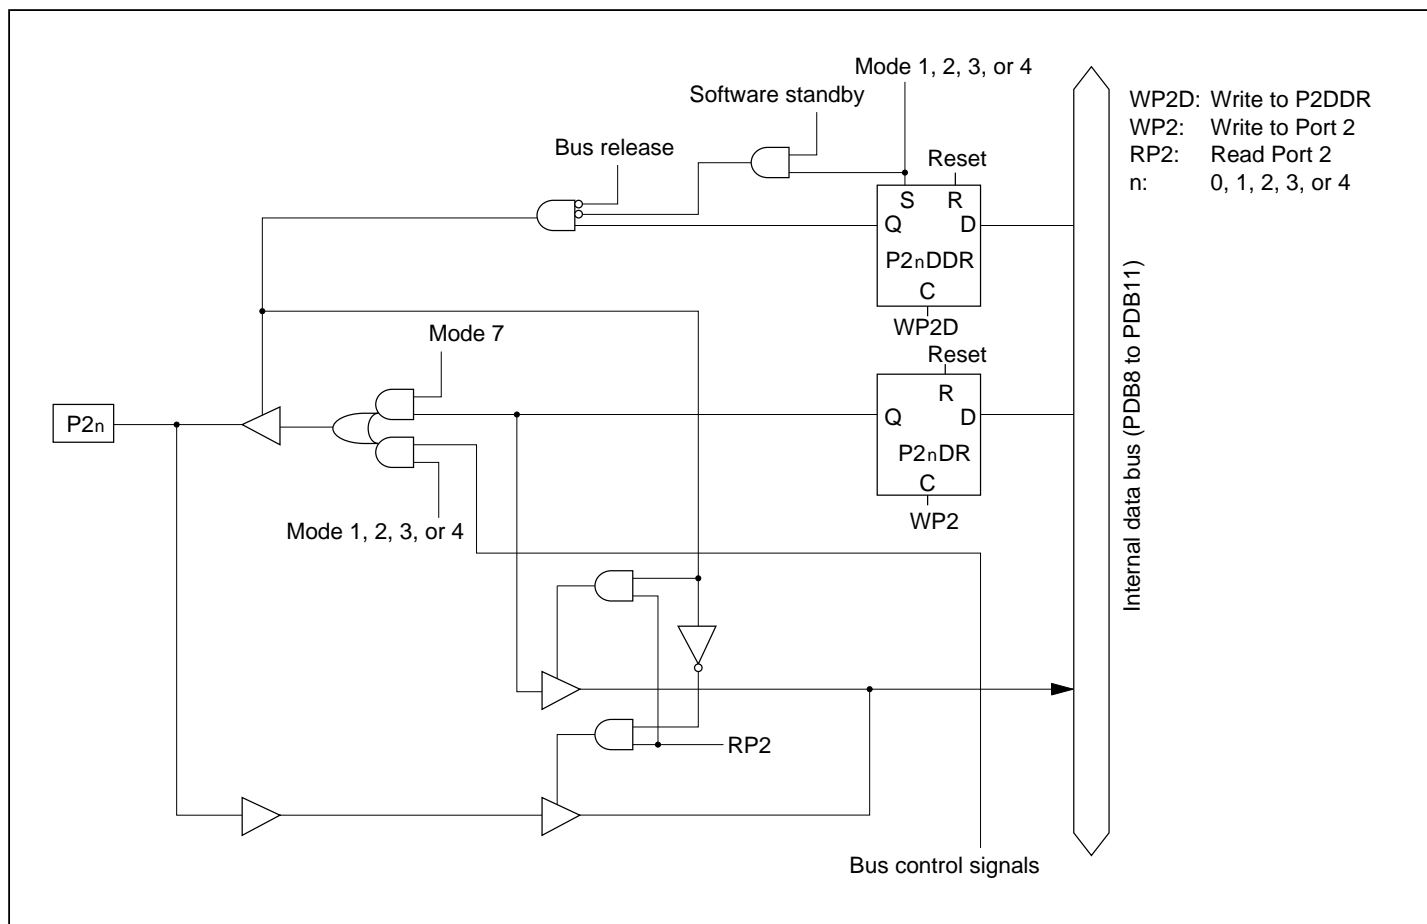 Mode 1, 2, 3, or 4
Software standby
Bus release
Reset
WP2D: Write to P2DDR
WP2: Write to Port 2
RP2: Read Port 2
n: 0, 1, 2, 3, or 4
S R
Q D
P2nDDR
C
WP2D
Mode 7
Reset
R
P2n
Q D
P2nDR
C
WP2
Mode 1, 2, 3, or 4
Internal data bus (PDB8 to PDB11)
RP2
Bus control signals